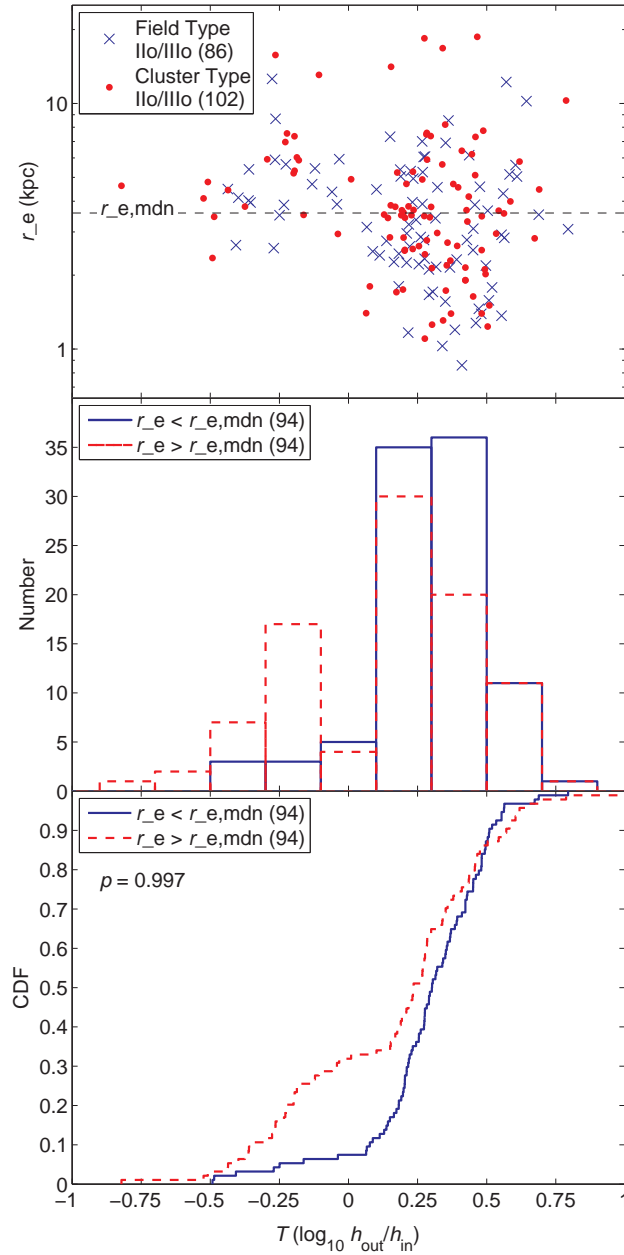 Field Type
IIo/IIIo (86)
Cluster Type
IIo/IIIo (102)
10
1
r_e (kpc)
r_e,mdn
r_e < r_e,mdn (94)
r_e > r_e,mdn (94)
35
30
25
20
15
10
5
0
Number
r_e < r_e,mdn (94)
r_e > r_e,mdn (94)
p = 0.997
0.9
0.8
0.7
0.6
0.5
0.4
0.3
0.2
0.1
0
CDF
−1 −0.75 −0.5 −0.25 0 0.25 0.5 0.75 1
T (log10 hout/hin)